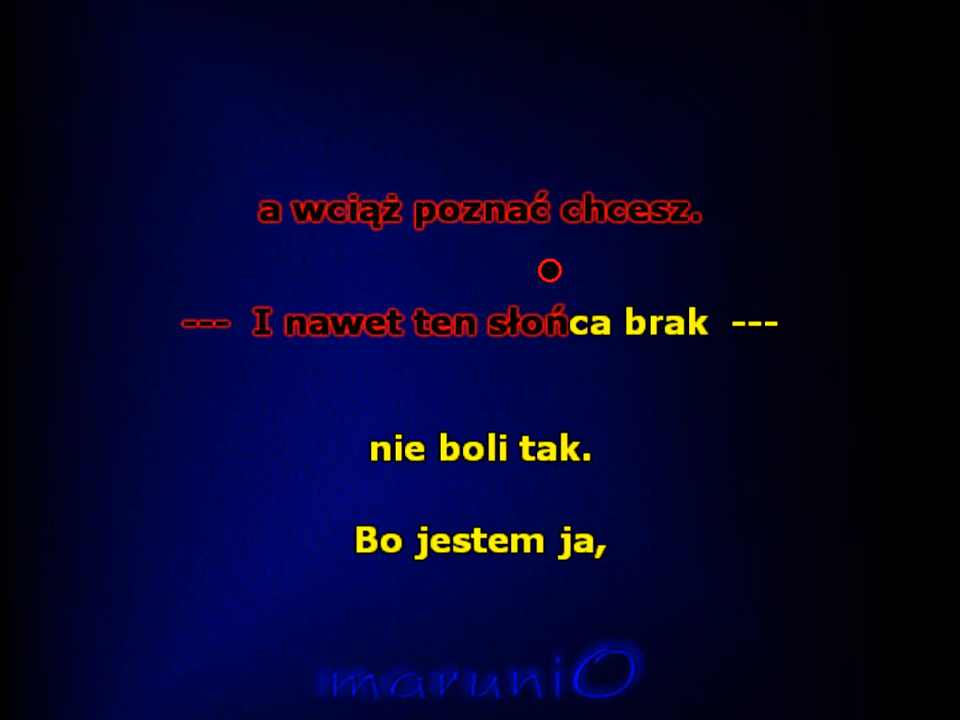 a wciąż poznać chcesz.
--- I nawet ten słońca brak ---
nie boli tak.
Bo jestem ja,
maruniO